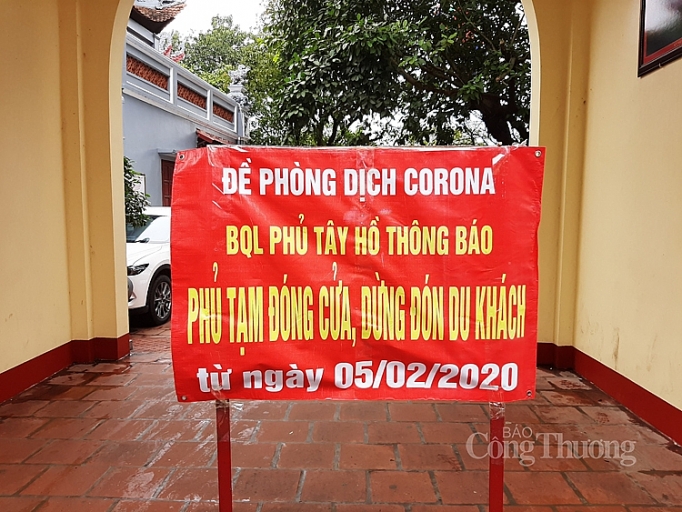 ĐỀ PHÒNG DỊCH CORONA
BQL PHỦ TÂY HỒ THÔNG BÁO
PHỦ TẠM ĐÓNG CỬA, DỪNG ĐÓN DU KHÁCH
từ ngày 05/02/2020
BÁO
Công Thương